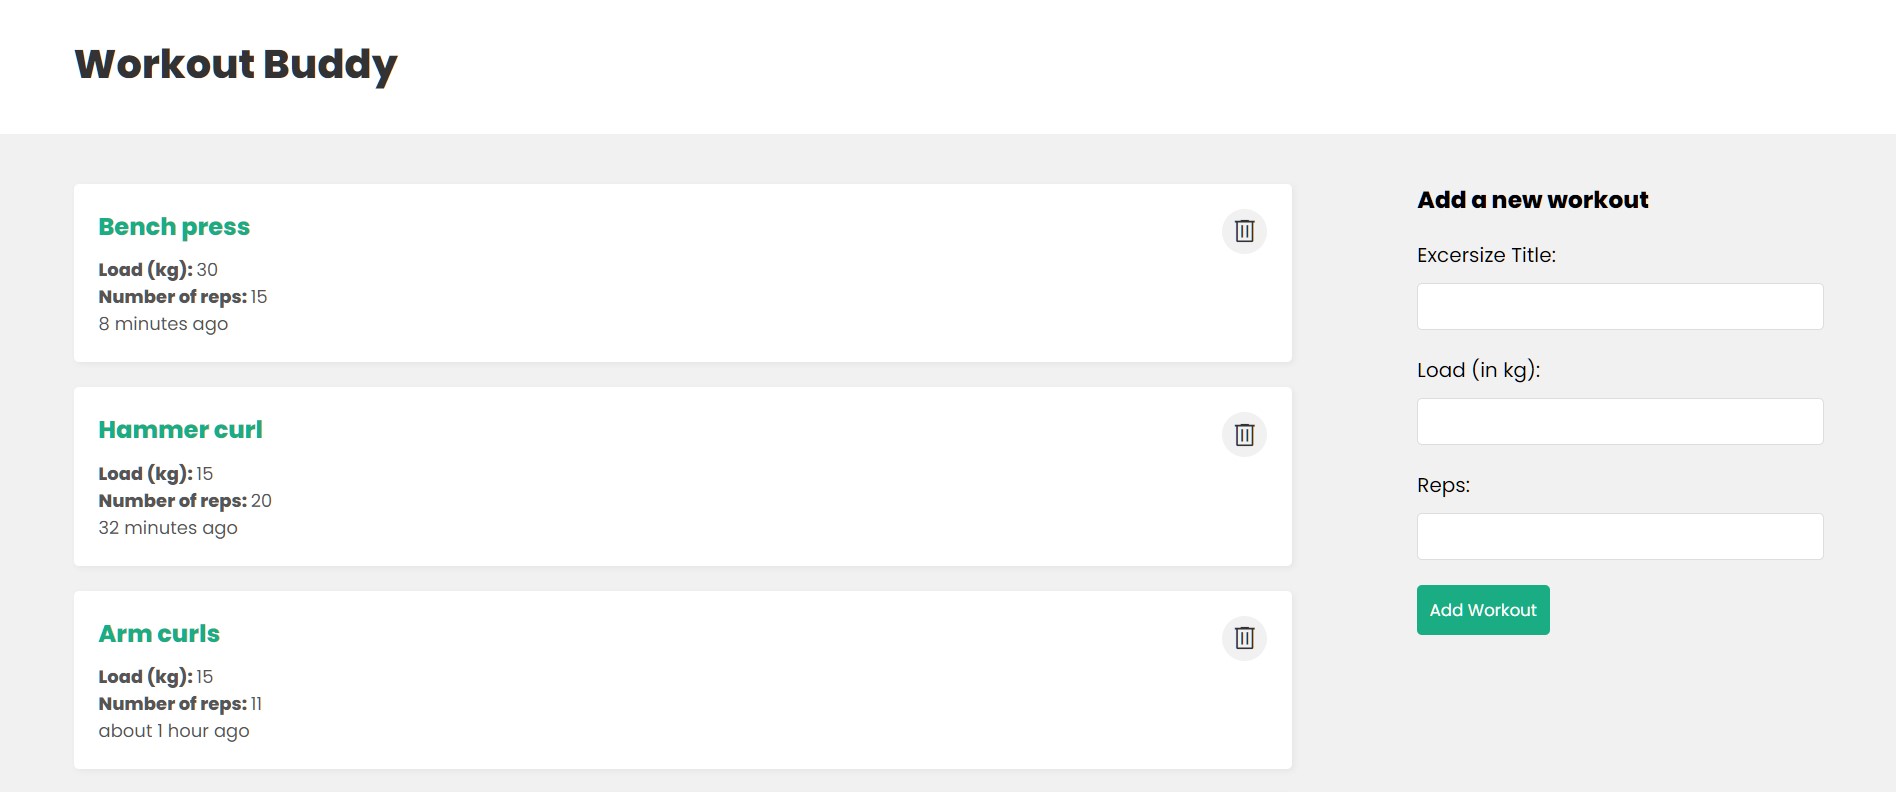 Workout Buddy
Bench press
Load (kg): 30
Number of reps: 15
8 minutes ago
Hammer curl
Load (kg): 15
Number of reps: 20
32 minutes ago
Arm curls
Load (kg): 15
Number of reps: 11
about 1 hour ago
Add a new workout
Excersize Title:
Load (in kg):
Reps:
Add Workout